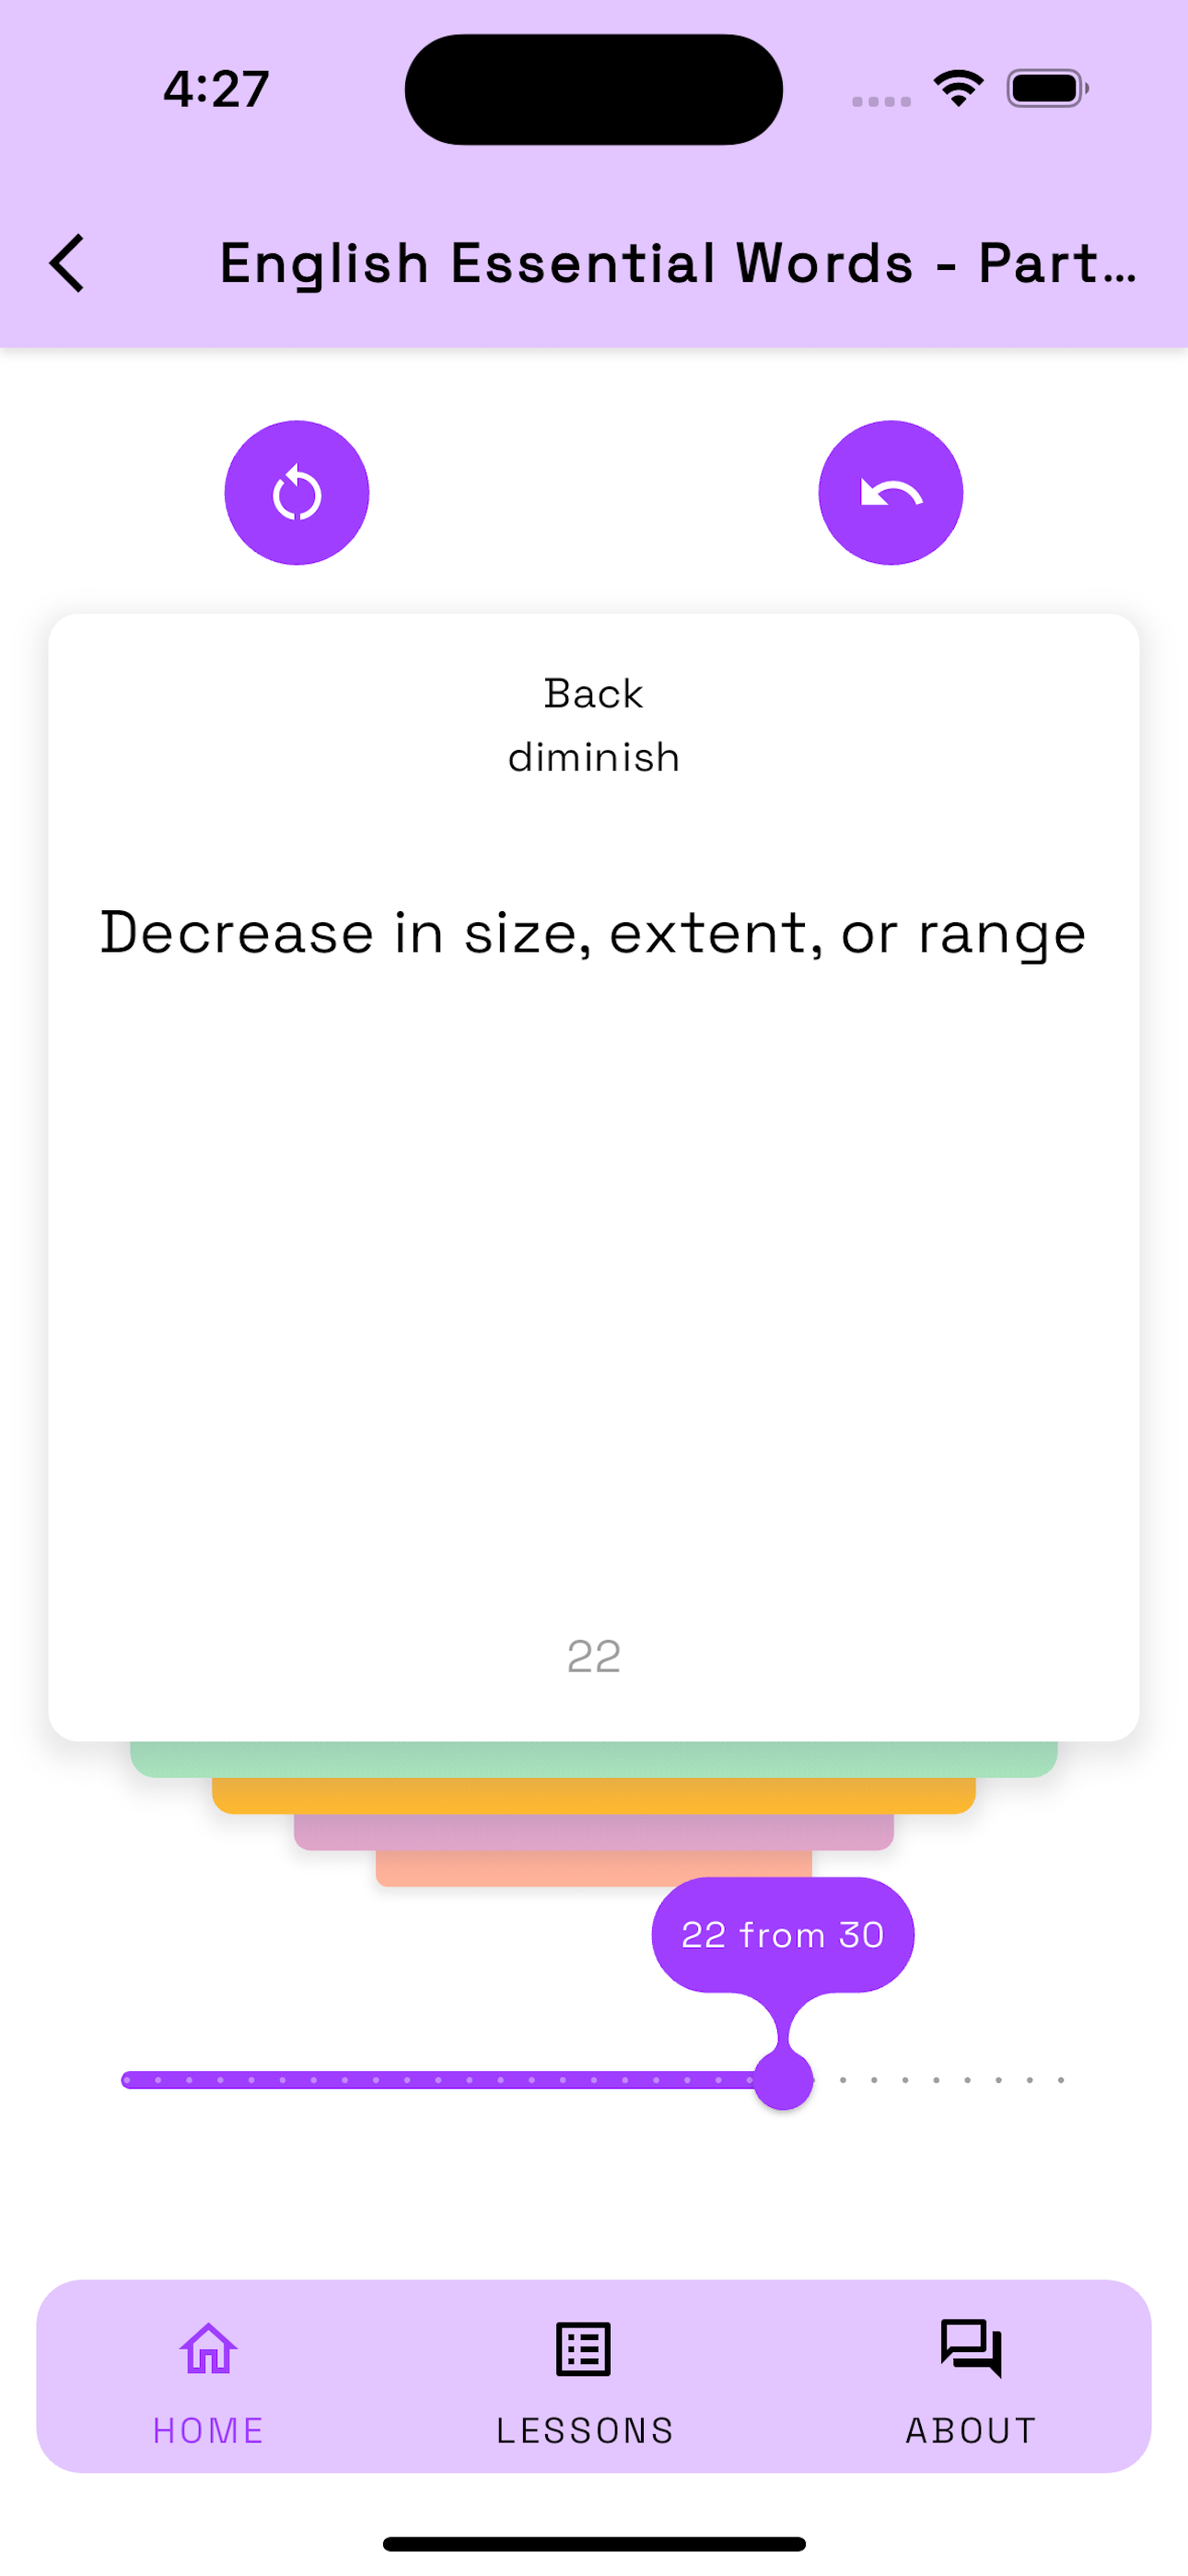 4:27
English Essential Words - Part...
Back
diminish
Decrease in size, extent, or range
22
22 from 30
HOME
LESSONS
ABOUT